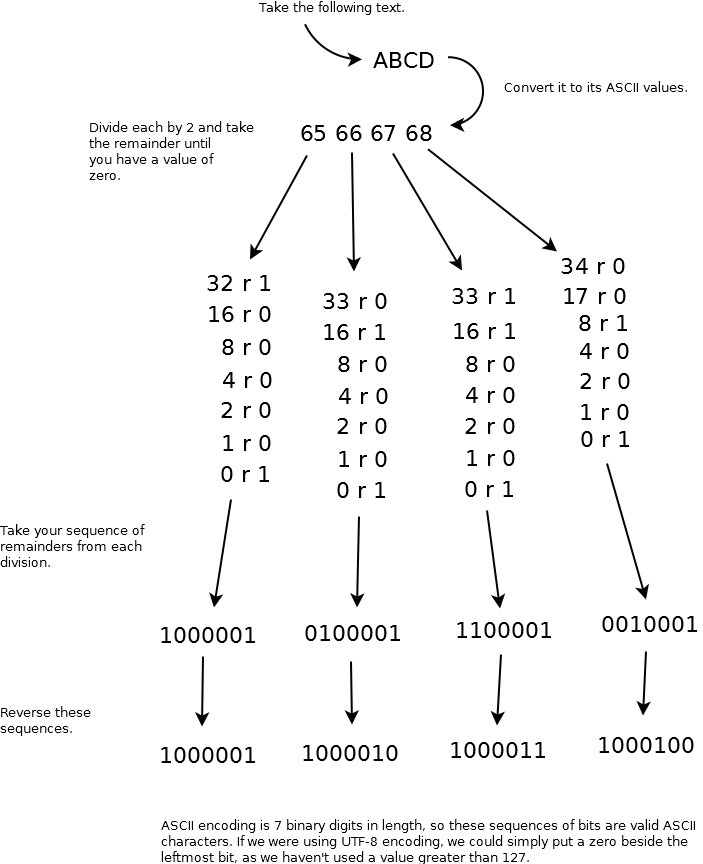 Take the following text.
ABCD
Convert it to its ASCII values.
Divide each by 2 and take
the remainder until
you have a value of
zero.
65 66 67 68
32 r 1
16 r 0
8 r 0
4 r 0
2 r 0
1 r 0
0 r 1
33 r 0
16 r 1
8 r 0
4 r 0
2 r 0
1 r 0
0 r 1
33 r 1
16 r 1
8 r 0
4 r 0
2 r 0
1 r 0
0 r 1
34 r 0
17 r 0
8 r 1
4 r 0
2 r 0
1 r 0
0 r 1
Take your sequence of
remainders from each
division.
1000001 0100001 1100001 0010001
Reverse these
sequences.
1000001 1000010 1000011 1000100
ASCII encoding is 7 binary digits in length, so these sequences of bits are valid ASCII
characters. If we were using UTF-8 encoding, we could simply put a zero beside the
leftmost bit, as we haven't used a value greater than 127.